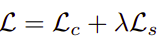 ℒ = ℒ_c + λℒ_s